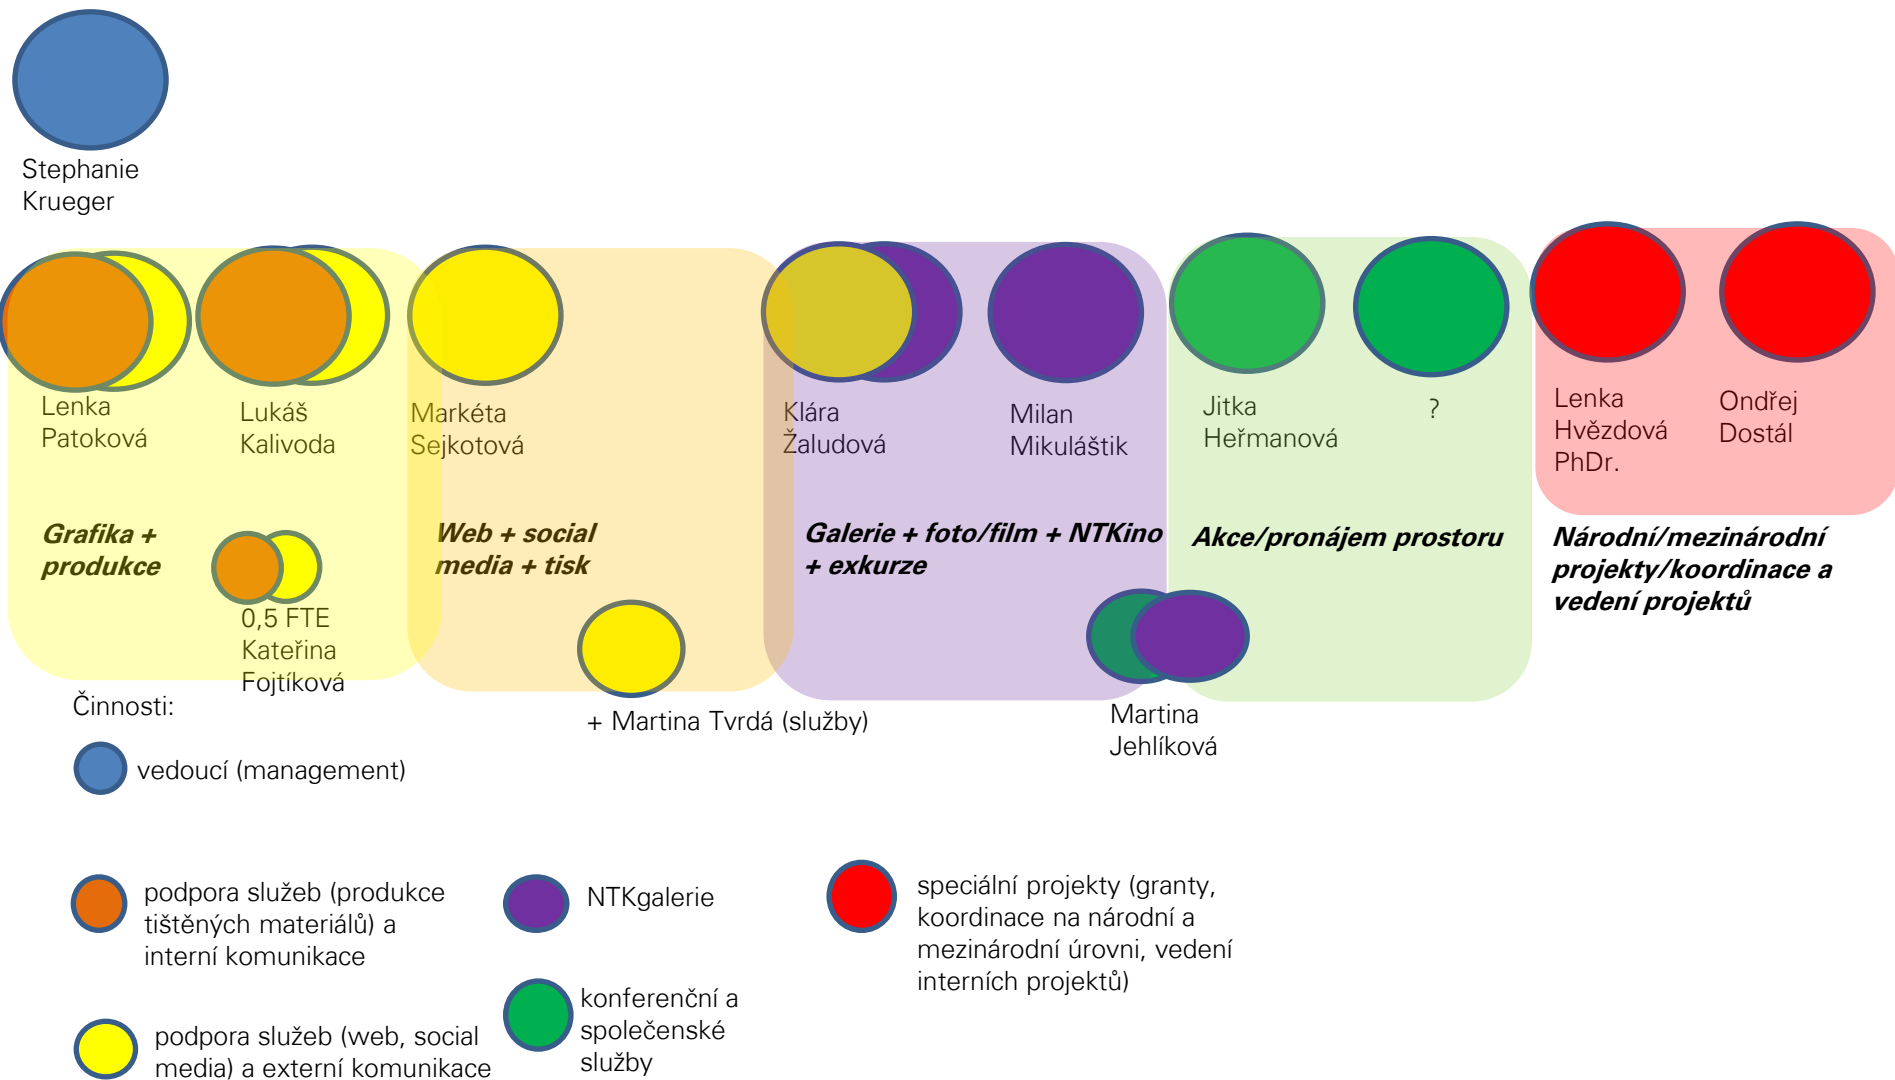 Stephanie
Krueger
Lenka
Patoková
Lukáš
Kalivoda
Markéta
Sejkotová
Klára
Žaludová
Milan
Mikuláštik
Jitka
Heřmanová
?
Lenka
Hvězdová
PhDr.
Ondřej
Dostál
Grafika +
produkce
Web + social
media + tisk
Galerie + foto/film + NTKino
+ exkurze
Akce/pronájem prostoru
Národní/mezinárodní
projekty/koordinace a
vedení projektů
0,5 FTE
Kateřina
Fojtíková
+ Martina Tvrdá (služby)
Martina
Jehlíková
Činnosti:
vedoucí (management)
podpora služeb (produkce
tištěných materiálů) a
interní komunikace
podpora služeb (web, social
media) a externí komunikace
NTKgalerie
konferenční a
společenské
služby
speciální projekty (granty,
koordinace na národní a
mezinárodní úrovni, vedení
interních projektů)